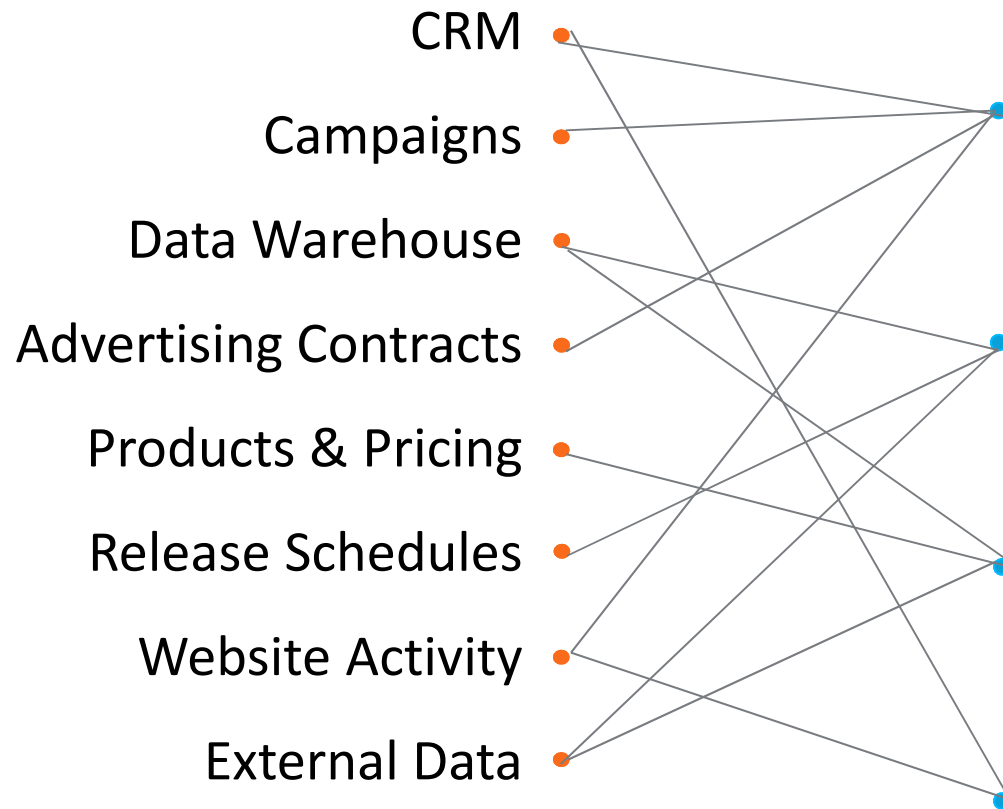 CRM
Campaigns
Data Warehouse
Advertising Contracts
Products & Pricing
Release Schedules
Website Activity
External Data